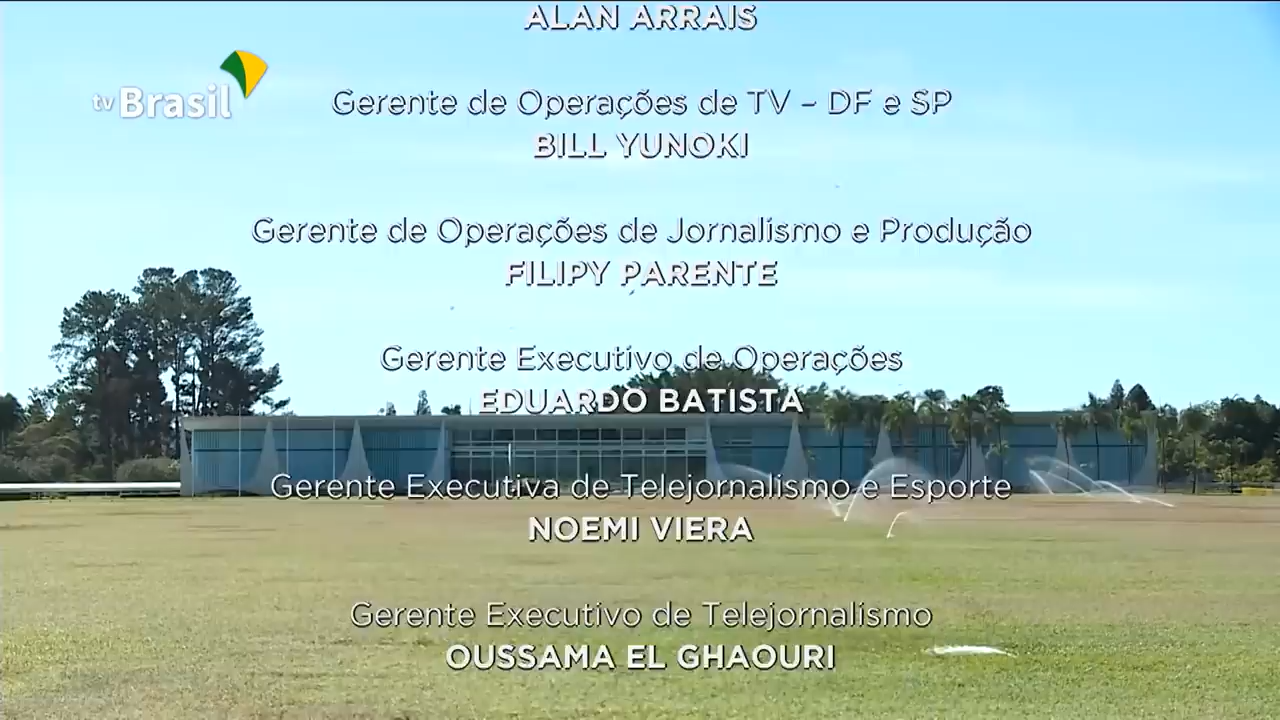 ALAN ARRAIS
tv Brasil
Gerente de Operações de TV – DF e SP
BILL YUNOKI
Gerente de Operações de Jornalismo e Produção
FILIPY PARENTE
Gerente Executivo de Operações
EDUARDO BATISTA
Gerente Executiva de Telejornalismo e Esporte
NOEMI VIERA
Gerente Executivo de Telejornalismo
OUSSAMA EL GHAOURI